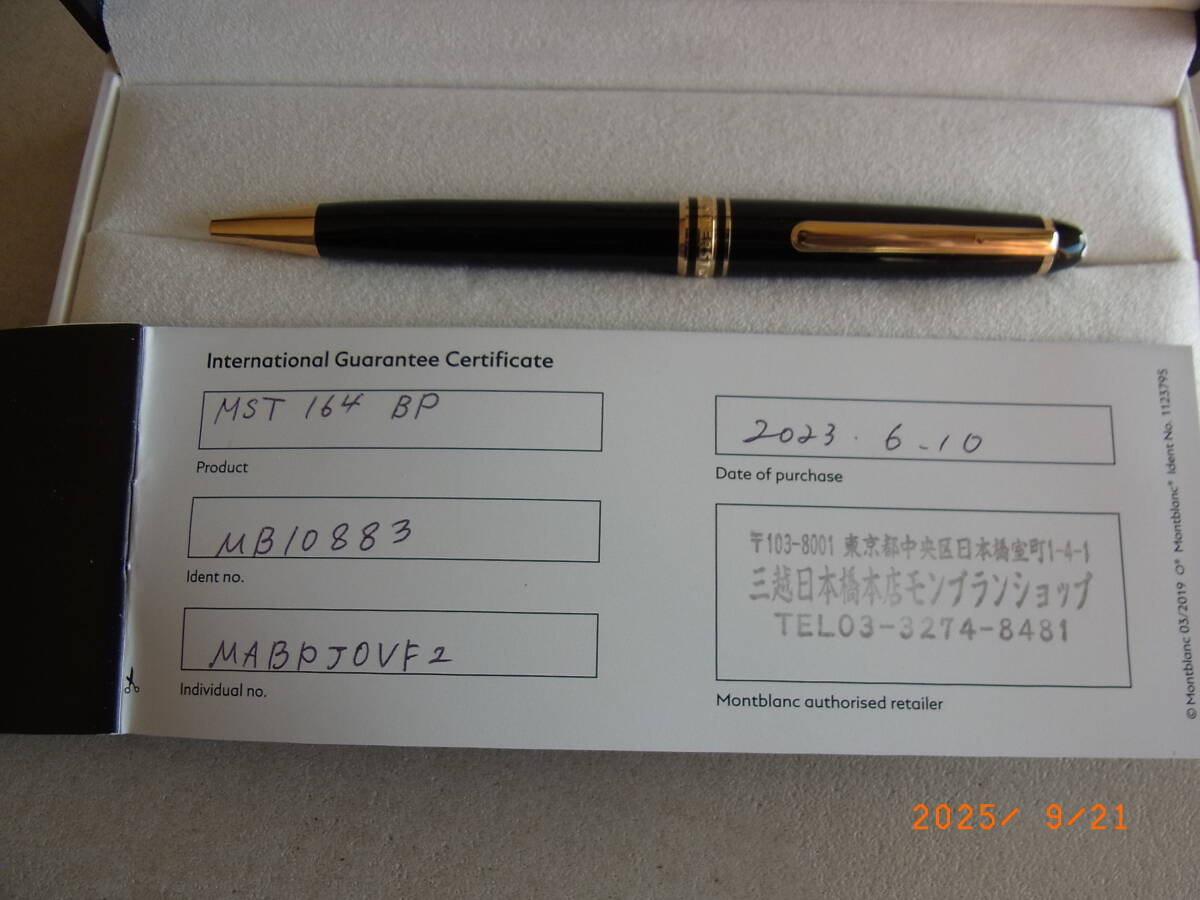 International Guarantee Certificate
MST 164 BP
Product
MB10883
Ident no.
MABPJ0VF2
Individual no.
2023. 6-10
Date of purchase
〒103-8001 東京都中央区日本橋室町1-4-1
三越日本橋本店モンブランショップ
TEL03-3274-8481
Montblanc authorised retailer
© Montblanc 03/2019 O® Montblanc® Ident No. 1123795
2025/ 9/21